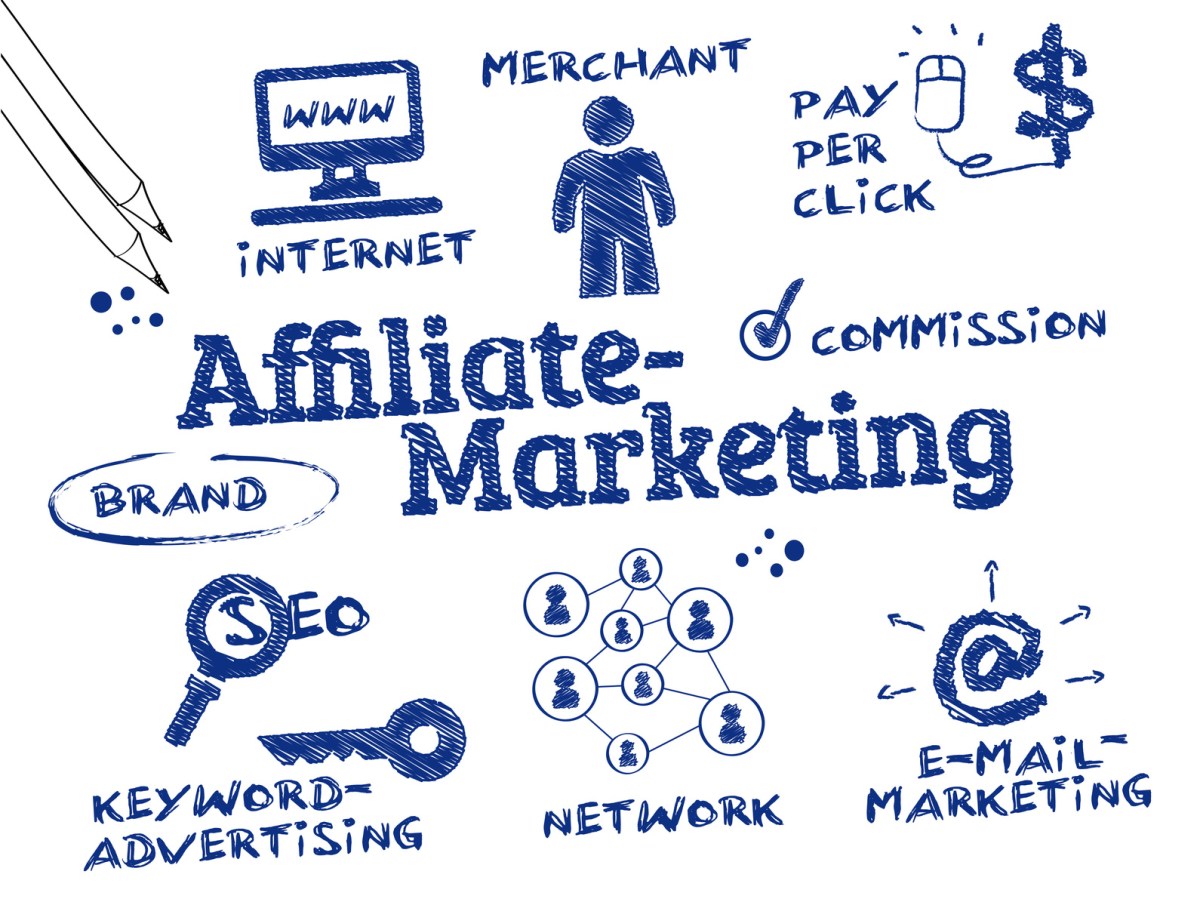 WWW
iNTERNET
MERCHANT
PAY
PER
CLiCK
$
COMMiSSiON
Affiliate-
Marketing
BRAND
SEO
KEYWORD-
ADVERTiSiNG
NETWORK
@
E-MAiL-
MARKETiNG